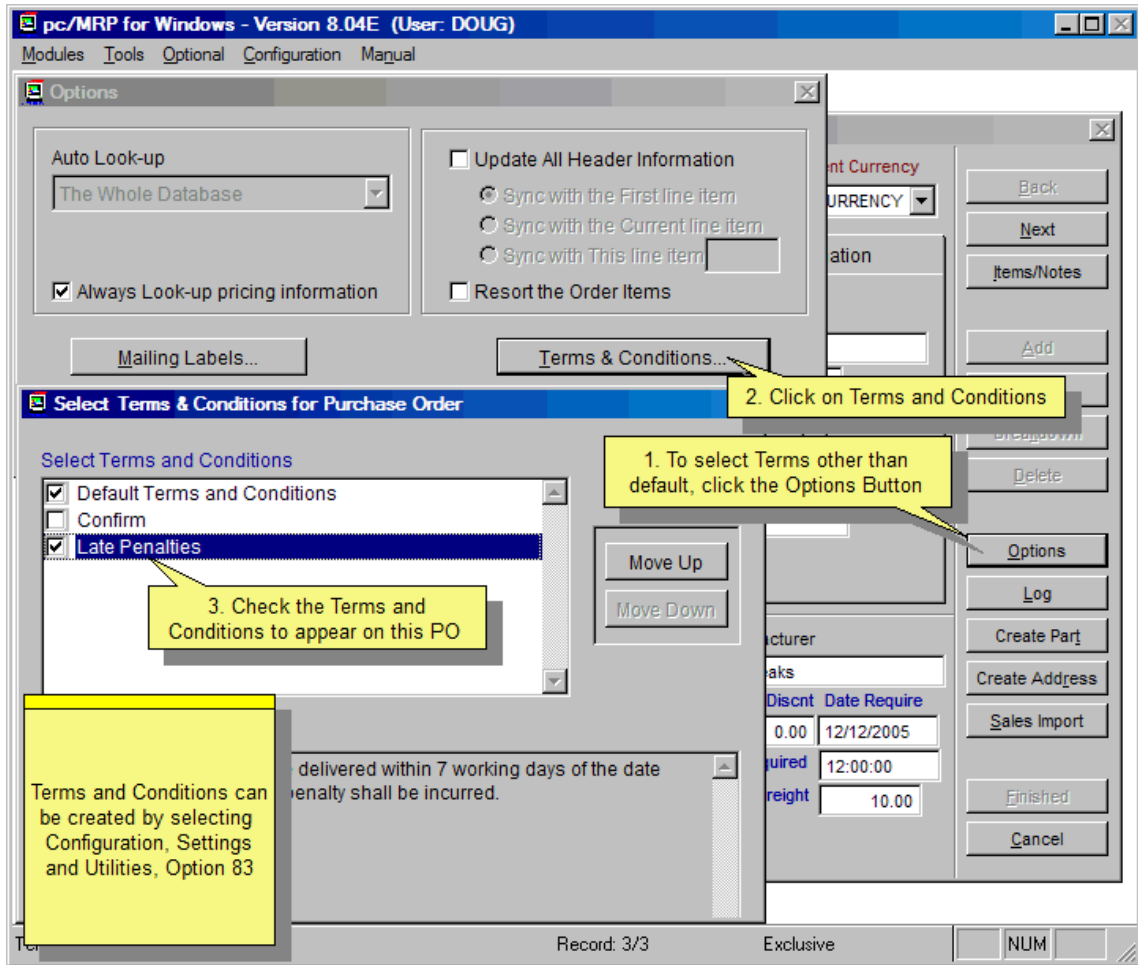 pc/MRP for Windows - Version 8.04E (User: DOUG)
Modules Tools Optional Configuration Manual
Options
Auto Look-up
The Whole Database
Always Look-up pricing information
Update All Header Information
Sync with the First line item
Sync with the Current line item
Sync with This line item
Resort the Order Items
Mailing Labels...
Terms & Conditions...
2. Click on Terms and Conditions
Currency
URRENCY
ation
Back
Next
Items/Notes
Add
Delete
Options
Log
Create Part
Create Address
Sales Import
Finished
Cancel
1. To select Terms other than
default, click the Options Button
Select Terms & Conditions for Purchase Order
Select Terms and Conditions
Default Terms and Conditions
Confirm
Late Penalties
Move Up
Move Down
3. Check the Terms and
Conditions to appear on this PO
acturer
eaks
Discnt Date Require
0.00 12/12/2005
quired 12:00:00
reight 10.00
delivered within 7 working days of the date
penalty shall be incurred.
Terms and Conditions can
be created by selecting
Configuration, Settings
and Utilities, Option 83
Record: 3/3 Exclusive NUM